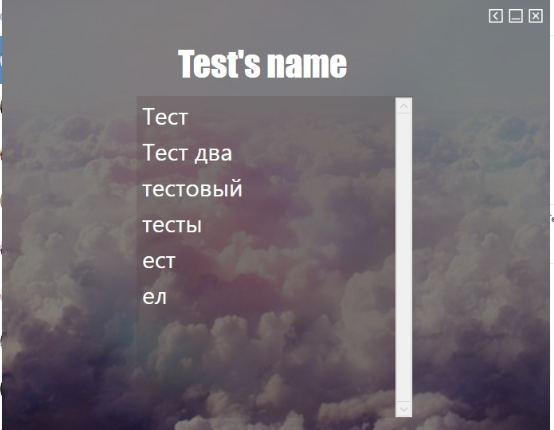 Test's name
Тест
Тест два
тестовый
тесты
ест
ел